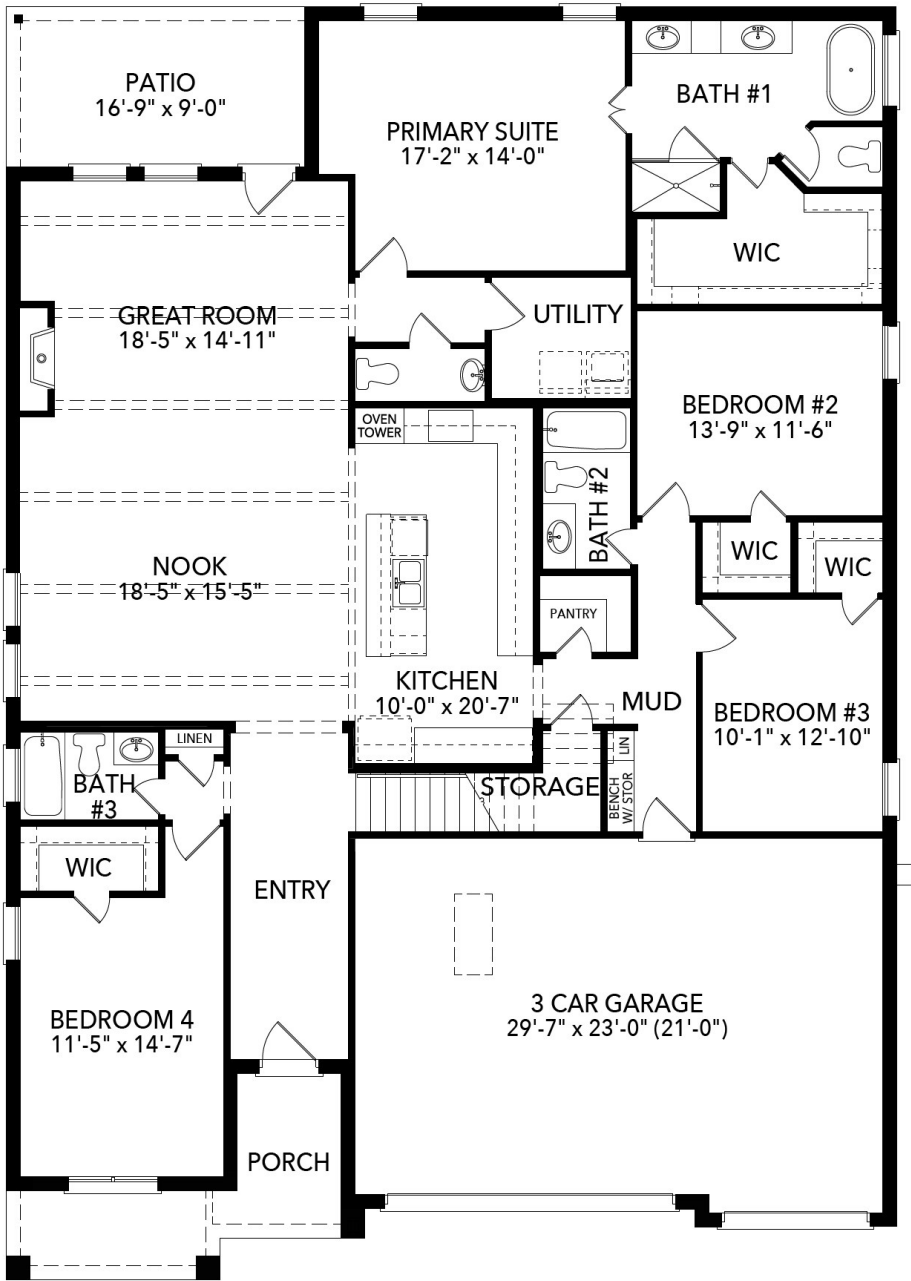 PATIO
16'-9" x 9'-0"
PRIMARY SUITE
17'-2" x 14'-0"
BATH #1
WIC
GREAT ROOM
18'-5" x 14'-11"
UTILITY
OVEN
TOWER
BEDROOM #2
13'-9" x 11'-6"
BATH #2
NOOK
18'-5" x 15'-5"
WIC
WIC
PANTRY
KITCHEN
10'-0" x 20'-7"
MUD
BEDROOM #3
10'-1" x 12'-10"
LINEN
LIN
BATH
#3
STORAGE
BENCH
W/ STOR
WIC
ENTRY
3 CAR GARAGE
29'-7" x 23'-0" (21'-0")
BEDROOM 4
11'-5" x 14'-7"
PORCH